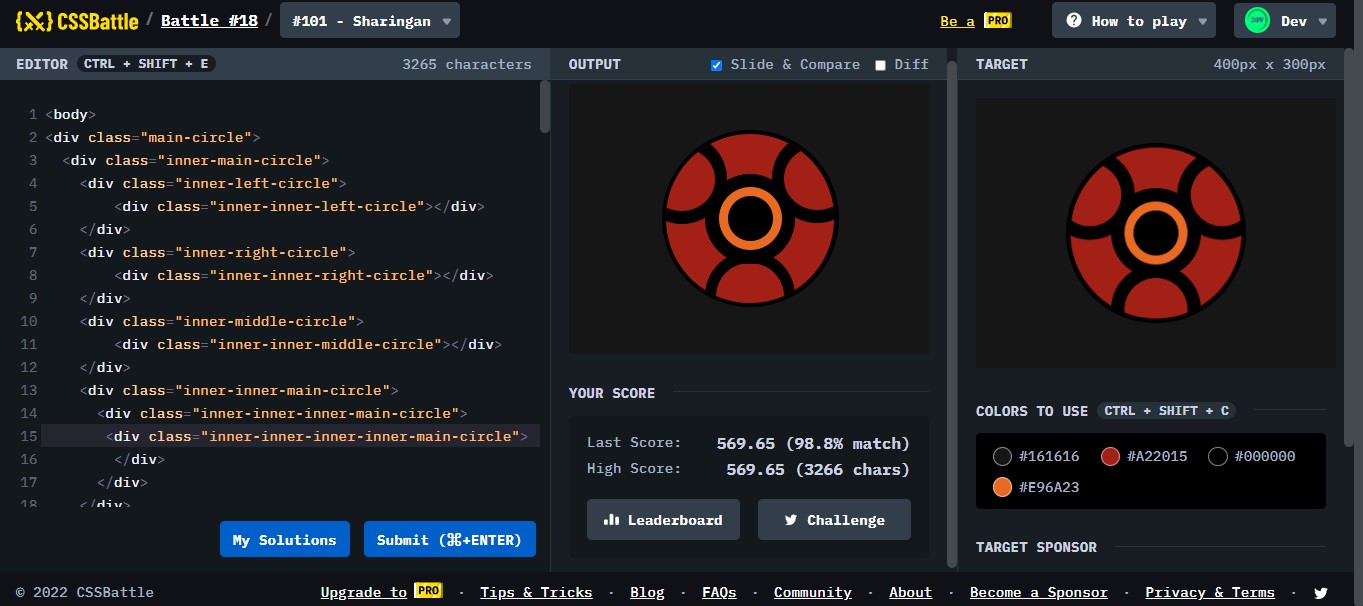 CSSBattle / Battle #18 / #101 - Sharingan
Be a PRO
How to play
Dev
EDITOR CTRL + SHIFT + E 3265 characters
1 <body>
2 <div class="main-circle">
3 <div class="inner-main-circle">
4 <div class="inner-left-circle">
5 <div class="inner-inner-left-circle"></div>
6 </div>
7 <div class="inner-right-circle">
8 <div class="inner-inner-right-circle"></div>
9 </div>
10 <div class="inner-middle-circle">
11 <div class="inner-inner-middle-circle"></div>
12 </div>
13 <div class="inner-inner-main-circle">
14 <div class="inner-inner-inner-main-circle">
15 <div class="inner-inner-inner-inner-main-circle">
16 </div>
17 </div>
18 </div>
My Solutions
Submit (⌘+ENTER)
OUTPUT Slide & Compare Diff
YOUR SCORE
Last Score: 569.65 (98.8% match)
High Score: 569.65 (3266 chars)
Leaderboard
Challenge
TARGET 400px x 300px
COLORS TO USE CTRL + SHIFT + C
#161616 #A22015 #000000
#E96A23
TARGET SPONSOR
© 2022 CSSBattle Upgrade to PRO · Tips & Tricks · Blog · FAQs · Community · About · Become a Sponsor · Privacy & Terms ·